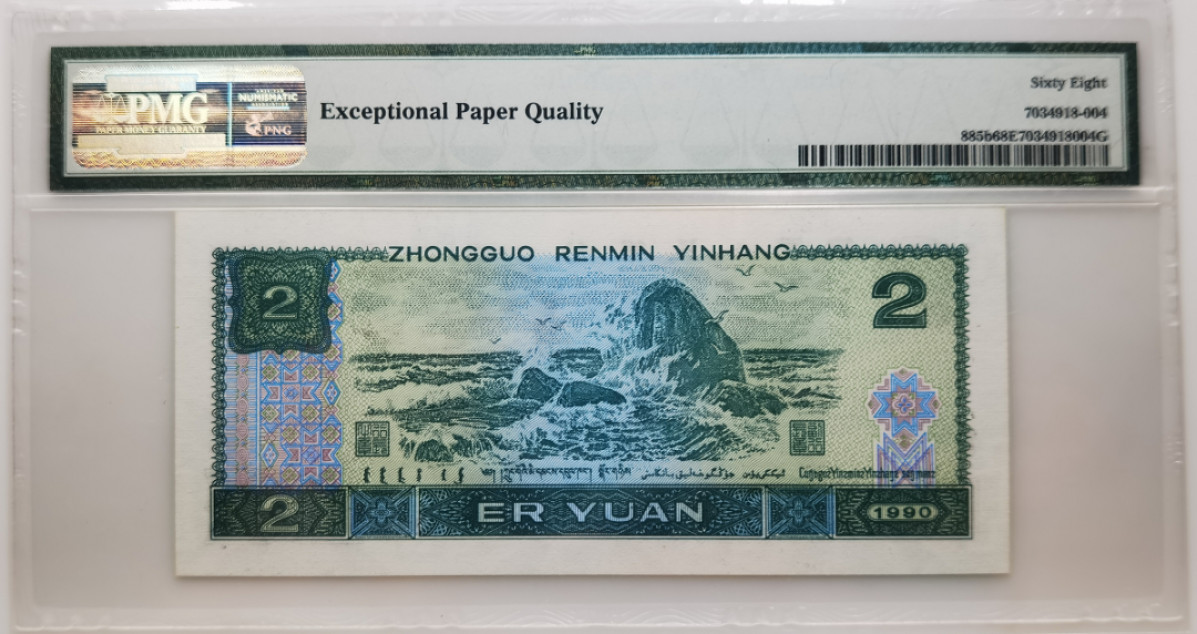 PMG
PAPER MONEY GUARANTY
NUMISMATIC
PNG
Exceptional Paper Quality
Sixty Eight
7034918-004
885b68E7034918004G
ZHONGGUO RENMIN YINHANG
2
2
2
ER YUAN
1990